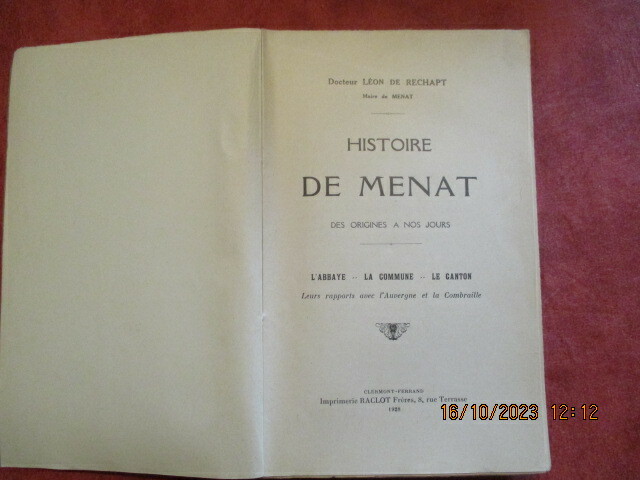 Docteur LÉON DE RECHAPT
Maire de MENAT
HISTOIRE
DE MENAT
DES ORIGINES A NOS JOURS
L'ABBAYE - LA COMMUNE - LE CANTON
Leurs rapports avec l'Auvergne et la Combraille
CLERMONT-FERRAND
Imprimerie RACLOT Frères, 8, rue Terrasse
16/10/2023 12:12